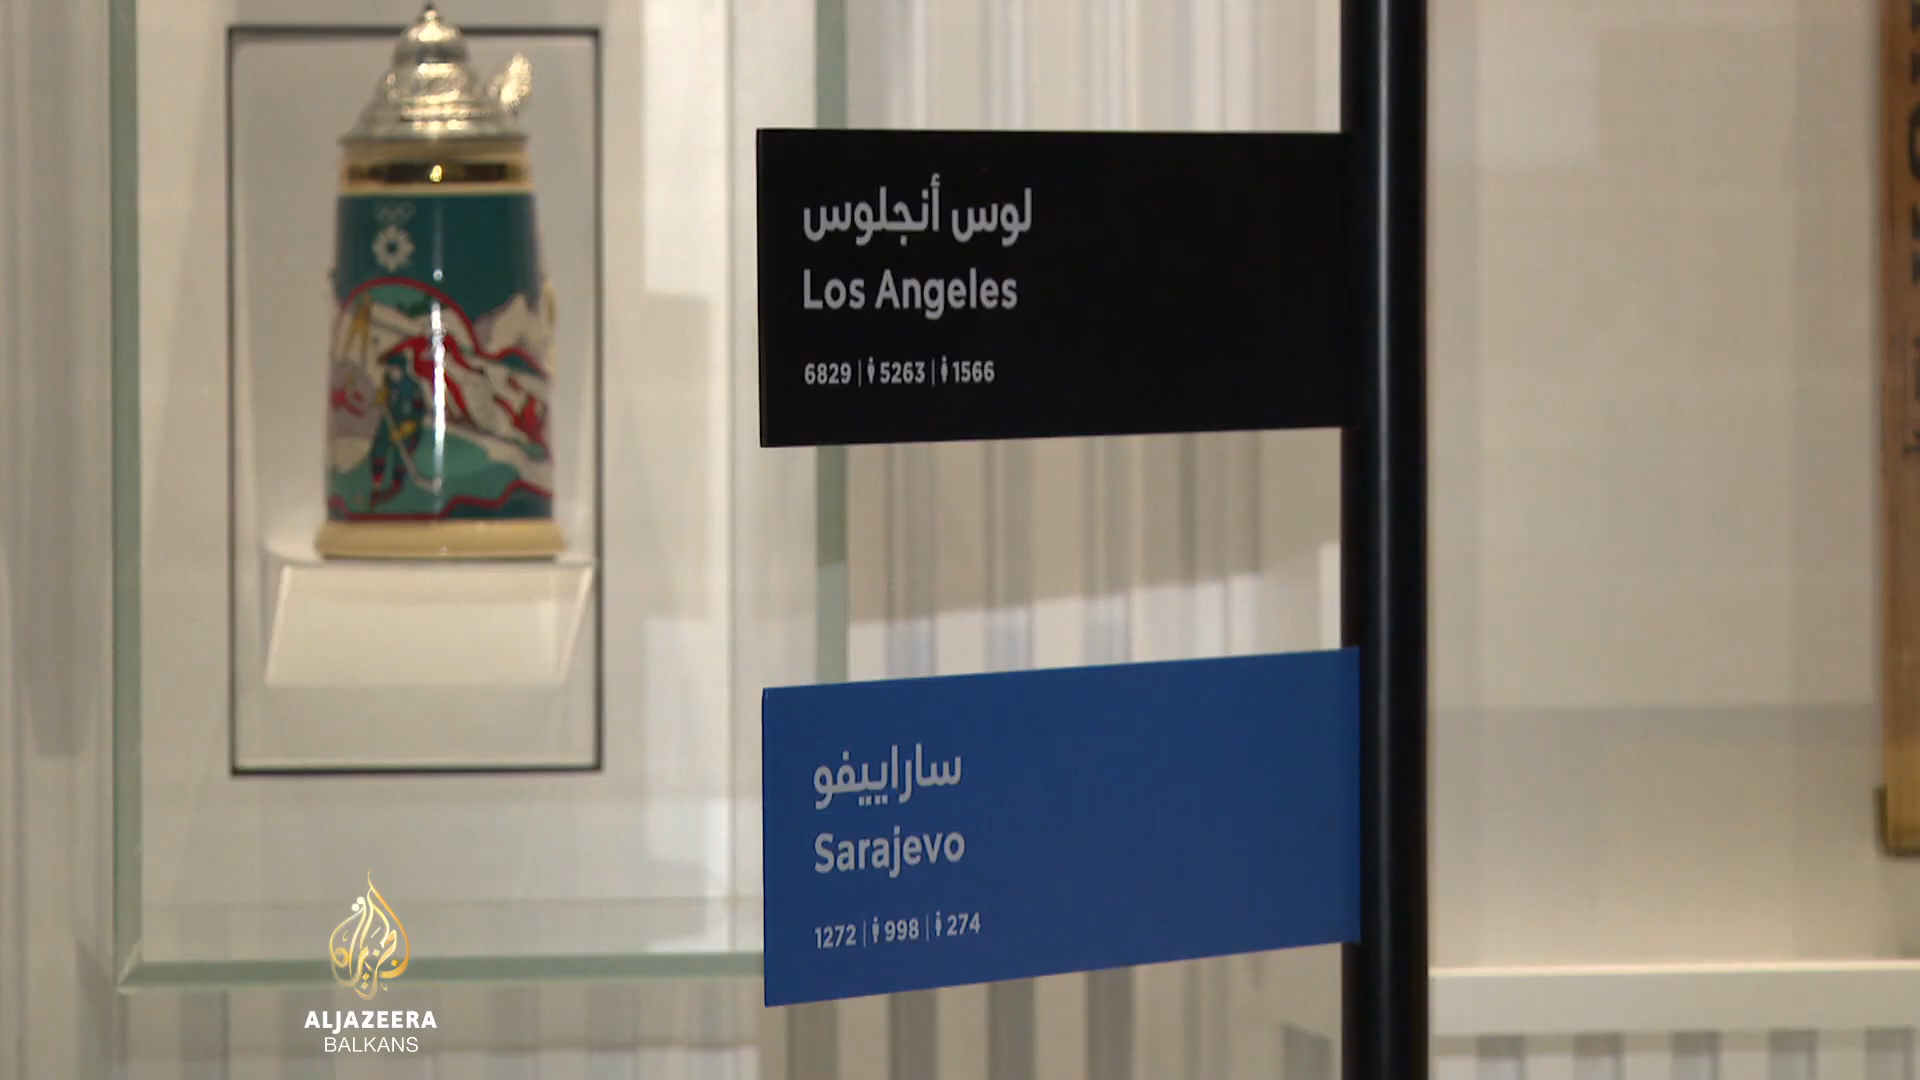 لوس أنجلوس
Los Angeles
6829 | 5263 | 1566
ساراييفو
Sarajevo
1272 | 998 | 274
ALJAZEERA
BALKANS